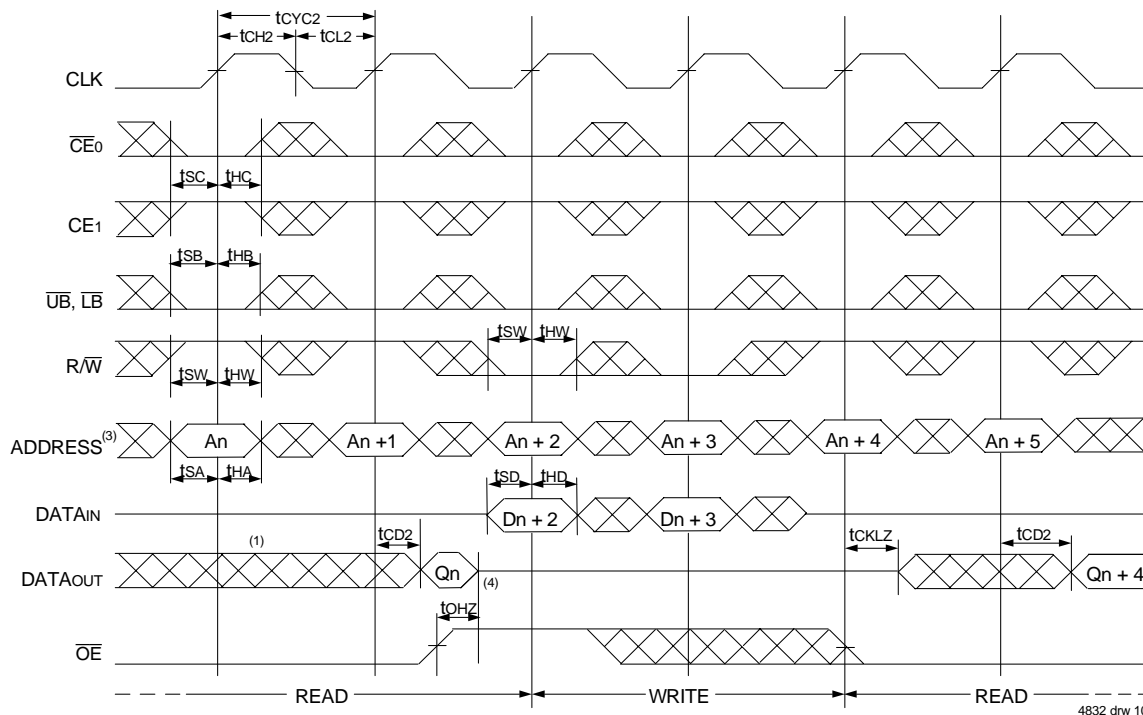 tCYC2
tCH2 tCL2
CLK
CE0
tSC tHC
CE1
tSB tHB
UB, LB
tSW tHW
R/W
tSW tHW
ADDRESS(3) An An +1 An + 2 An + 3 An + 4 An + 5
tSA tHA
tSD tHD
DATAIN Dn + 2 Dn + 3
(1) tCD2 tCKLZ tCD2
DATAOUT Qn (4) Qn + 4
tOHZ
OE
READ WRITE READ
4832 drw 10